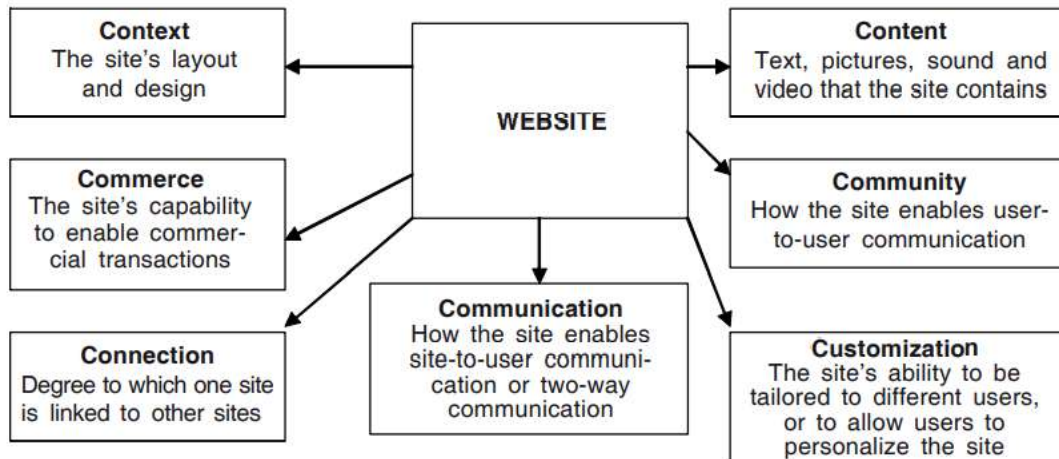 Context
The site's layout
and design
WEBSITE
Content
Text, pictures, sound and
video that the site contains
Commerce
The site's capability
to enable commer-
cial transactions
Community
How the site enables user-
to-user communication
Connection
Degree to which one site
is linked to other sites
Communication
How the site enables
site-to-user communi-
cation or two-way
communication
Customization
The site's ability to be
tailored to different users,
or to allow users to
personalize the site